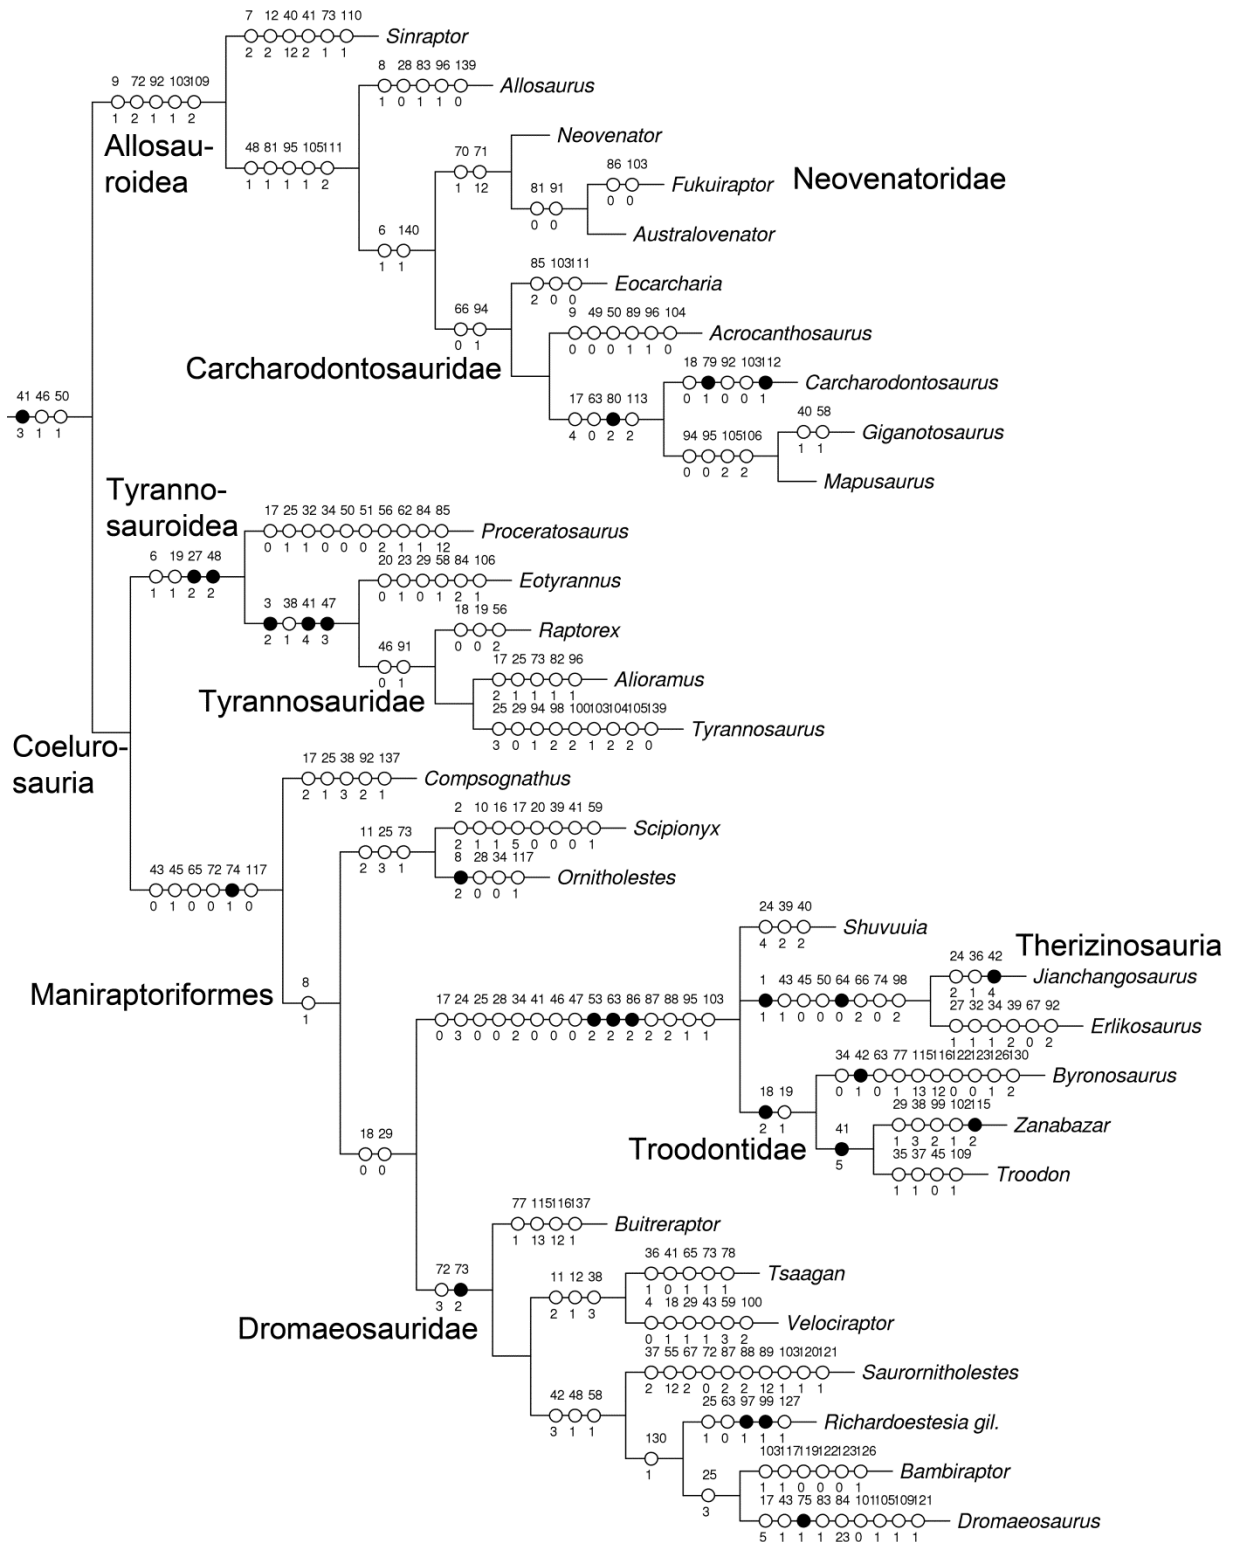 7 12 40 41 73 110
Sinraptor
2 2 12 2 1 1
9 72 92 103 109
8 28 83 96 139
Allosaurus
1 2 1 1 2
1 0 1 1 0
Allosau-
roidea
48 81 95 105 111
1 1 1 1 2
Neovenator
70 71
1 12
86 103
Fukuiraptor
Neovenatoridae
0 0
81 91
0 0
Australovenator
6 140
1 1
85 103 111
Eocarcharia
2 0 0
66 94
0 1
9 49 50 89 96 104
Acrocanthosaurus
0 0 0 1 1 0
Carcharodontosauridae
18 79 92 103 112
Carcharodontosaurus
0 1 0 0 1
41 46 50
3 1 1
17 63 80 113
4 0 2 2
40 58
Giganotosaurus
1 1
94 95 105 106
0 0 2 2
Mapusaurus
Tyranno-
sauroidea
17 25 32 34 50 51 56 62 84 85
Proceratosaurus
0 1 1 0 0 0 2 1 1 12
6 19 27 48
1 1 2 2
20 23 29 58 84 106
Eotyrannus
0 1 0 1 2 1
3 38 41 47
2 1 4 3
18 19 56
Raptorex
0 0 2
46 91
0 1
17 25 73 82 96
Alioramus
2 1 1 1 1
Tyrannosauridae
25 29 94 98 100 103 104 105 139
Tyrannosaurus
3 0 1 2 2 1 2 2 0
Coeluro-
sauria
17 25 38 92 137
Compsognathus
2 1 3 2 1
2 10 16 17 20 39 41 59
Scipionyx
2 1 1 5 0 0 0 1
11 25 73
2 3 1
8 28 34 117
Ornitholestes
2 0 0 1
43 45 65 72 74 117
0 1 0 0 1 0
24 39 40
Shuvuuia
4 2 2
Therizinosauria
24 36 42
Jianchangosaurus
2 1 4
Maniraptoriformes
8
1
1 43 45 50 64 66 74 98
1 1 0 0 0 2 0 2
17 24 25 28 34 41 46 47 53 63 86 87 88 95 103
0 3 0 0 2 0 0 0 2 2 2 2 2 1 1
27 32 34 39 67 92
Erlikosaurus
1 1 1 2 0 2
34 42 63 77 115 116 122 123 126 130
Byronosaurus
0 1 0 1 13 12 0 0 1 2
18 19
2 1
29 38 99 102 115
Zanabazar
1 3 2 1 2
Troodontidae
41
5
35 37 45 109
Troodon
1 1 0 1
18 29
0 0
77 115 116 137
Buitreraptor
1 13 12 1
72 73
3 2
36 41 65 73 78
Tsaagan
1 0 1 1 1
11 12 38
2 1 3
4 18 29 43 59 100
Velociraptor
0 1 1 1 3 2
Dromaeosauridae
37 55 67 72 87 88 89 103 120 121
Saurornitholestes
2 12 2 0 2 2 12 1 1 1
42 48 58
3 1 1
25 63 97 99 127
Richardoestesia gil.
1 0 1 1 1
130
1
103 117 119 122 123 126
Bambiraptor
1 1 0 0 0 1
25
3
17 43 75 83 84 101 105 109 121
Dromaeosaurus
5 1 1 1 23 0 1 1 1